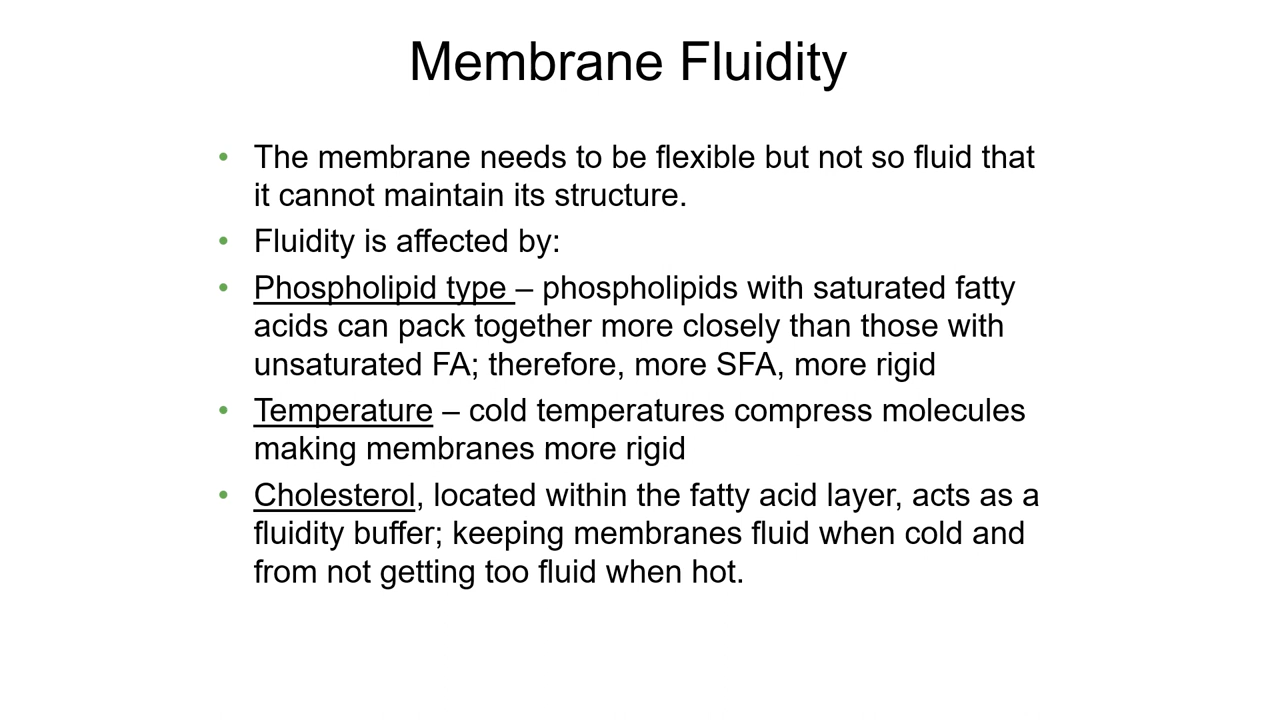 Membrane Fluidity
• The membrane needs to be flexible but not so fluid that
it cannot maintain its structure.
• Fluidity is affected by:
• Phospholipid type – phospholipids with saturated fatty
acids can pack together more closely than those with
unsaturated FA; therefore, more SFA, more rigid
• Temperature – cold temperatures compress molecules
making membranes more rigid
• Cholesterol, located within the fatty acid layer, acts as a
fluidity buffer; keeping membranes fluid when cold and
from not getting too fluid when hot.